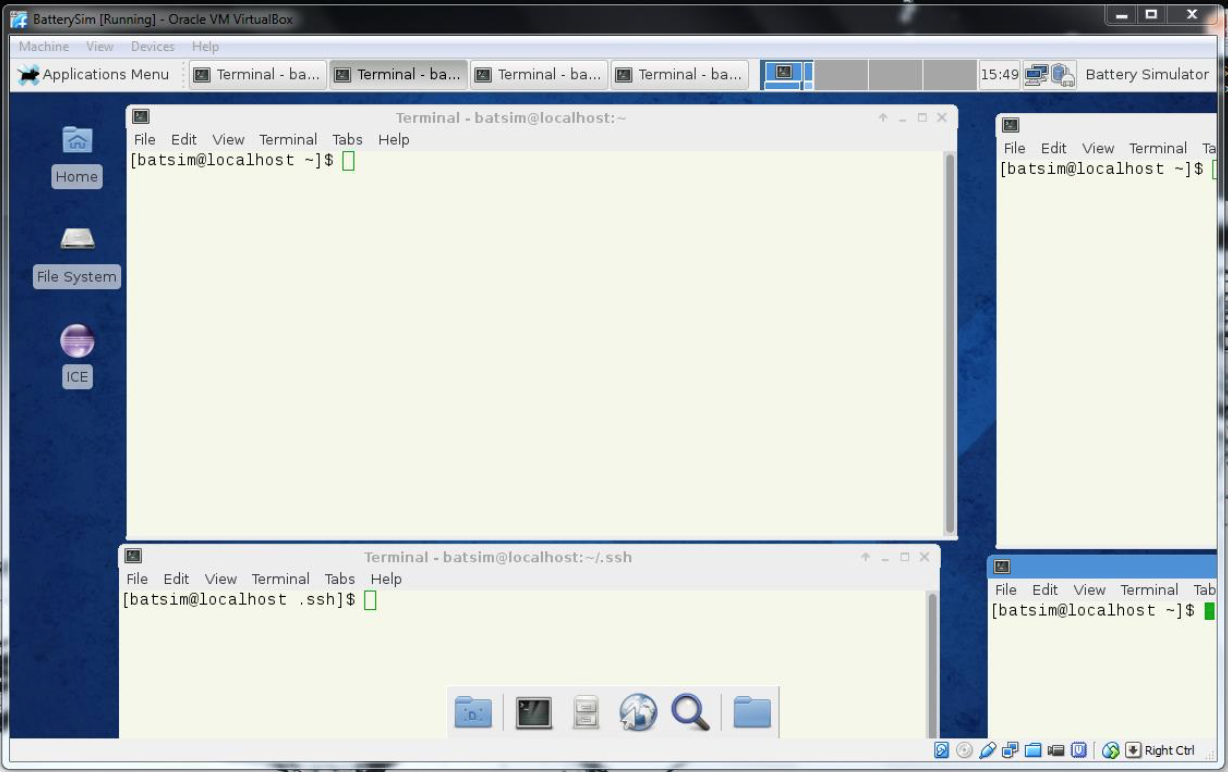 BatterySim [Running] - Oracle VM VirtualBox
Machine View Devices Help
Applications Menu Terminal - ba... Terminal - ba... Terminal - ba... Terminal - ba... 15:49 Battery Simulator
Home
File System
ICE
Terminal - batsim@localhost:~
File Edit View Terminal Tabs Help
[batsim@localhost ~]$
File Edit View Terminal Ta
[batsim@localhost ~]$
Terminal - batsim@localhost:~/.ssh
File Edit View Terminal Tabs Help
[batsim@localhost .ssh]$
File Edit View Terminal Tab
[batsim@localhost ~]$
Right Ctrl